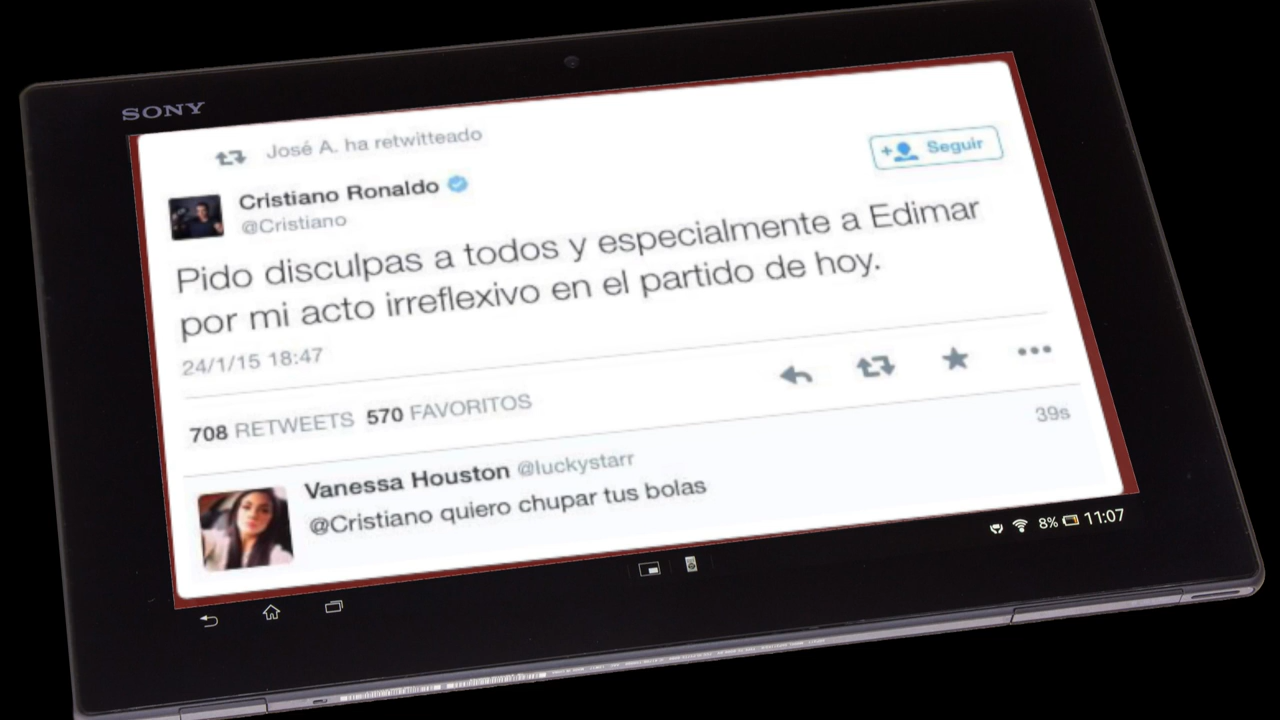 SONY
José A. ha retwitteado
Seguir
Cristiano Ronaldo
@Cristiano
Pido disculpas a todos y especialmente a Edimar
por mi acto irreflexivo en el partido de hoy.
24/1/15 18:47
708 RETWEETS 570 FAVORITOS
39s
Vanessa Houston @luckystarr
@Cristiano quiero chupar tus bolas
8% 11:07